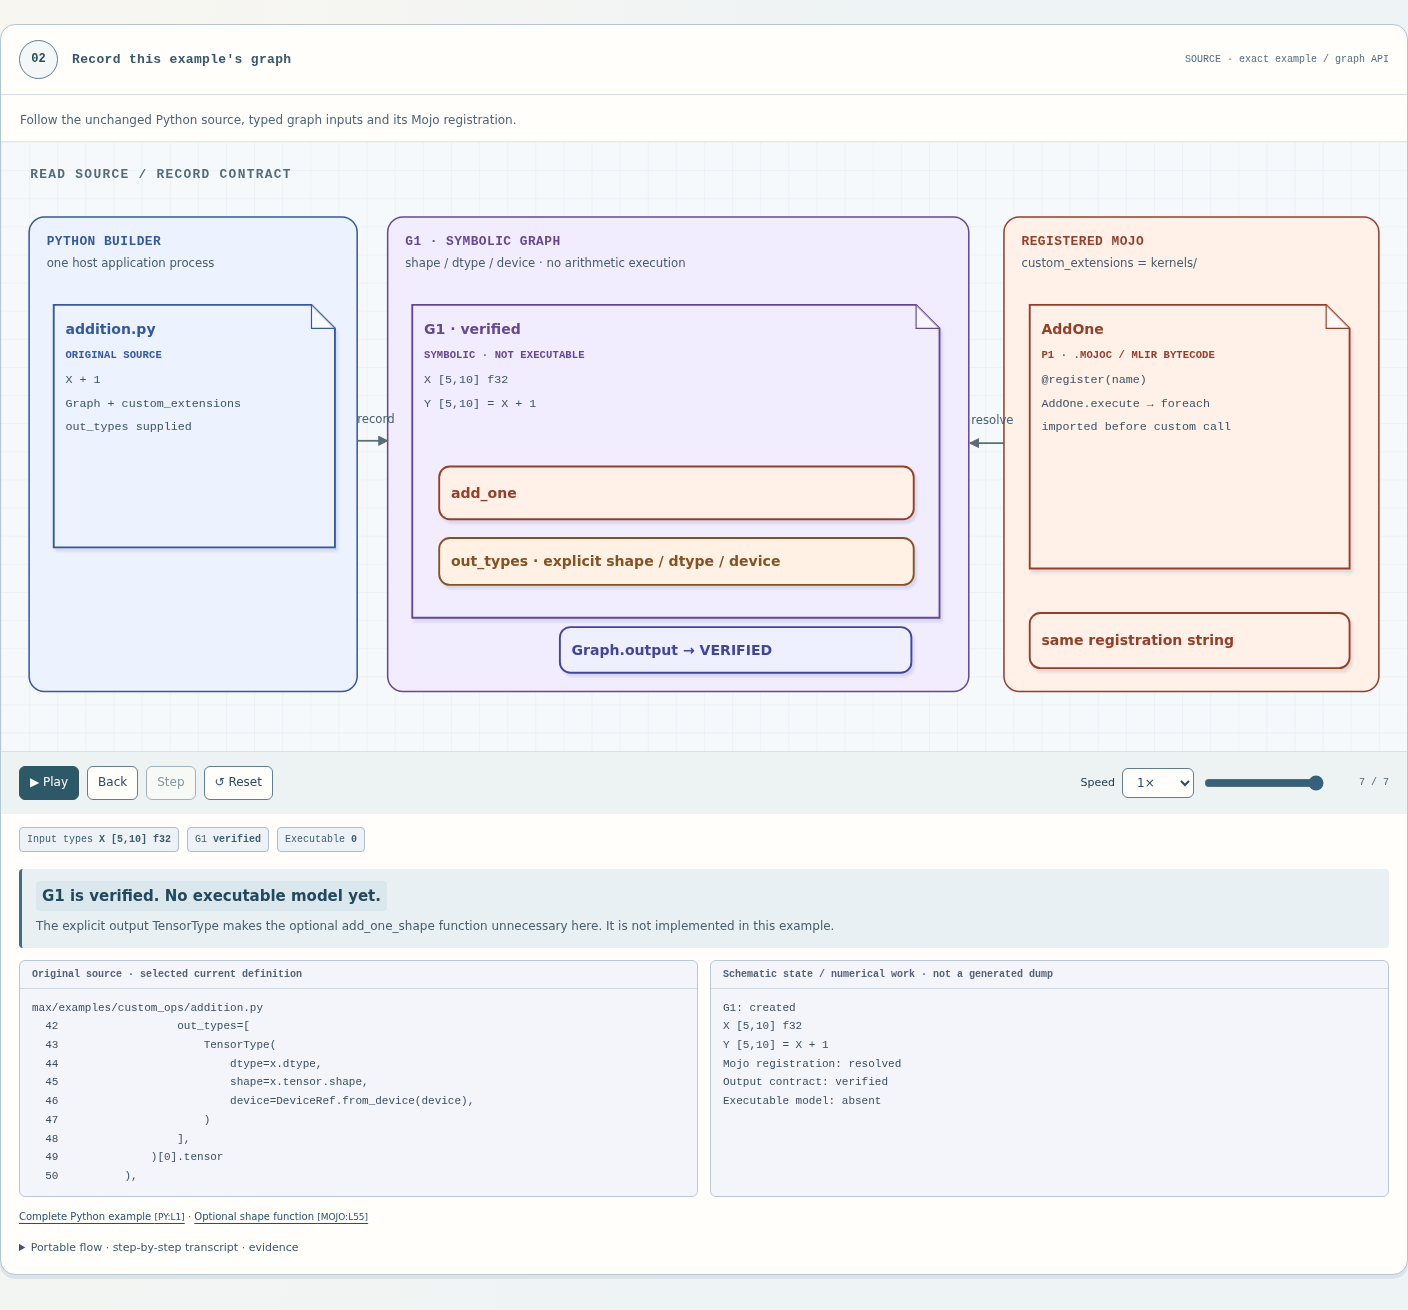 02
Record this example's graph
SOURCE · exact example / graph API
Follow the unchanged Python source, typed graph inputs and its Mojo registration.
READ SOURCE / RECORD CONTRACT
PYTHON BUILDER
one host application process
addition.py
ORIGINAL SOURCE
X + 1
Graph + custom_extensions
out_types supplied
record
G1 · SYMBOLIC GRAPH
shape / dtype / device · no arithmetic execution
G1 · verified
SYMBOLIC · NOT EXECUTABLE
X [5,10] f32
Y [5,10] = X + 1
add_one
out_types · explicit shape / dtype / device
Graph.output → VERIFIED
resolve
REGISTERED MOJO
custom_extensions = kernels/
AddOne
P1 · .MOJOC / MLIR BYTECODE
@register(name)
AddOne.execute → foreach
imported before custom call
same registration string
▶ Play
Back
Step
↺ Reset
Speed
1×
7 / 7
Input types X [5,10] f32
G1 verified
Executable 0
G1 is verified. No executable model yet.
The explicit output TensorType makes the optional add_one_shape function unnecessary here. It is not implemented in this example.
Original source · selected current definition
max/examples/custom_ops/addition.py
42                  out_types=[
43                      TensorType(
44                          dtype=x.dtype,
45                          shape=x.tensor.shape,
46                          device=DeviceRef.from_device(device),
47                      )
48                  ],
49              )[0].tensor
50          ),
Schematic state / numerical work · not a generated dump
G1: created
X [5,10] f32
Y [5,10] = X + 1
Mojo registration: resolved
Output contract: verified
Executable model: absent
Complete Python example [PY:L1] · Optional shape function [MOJO:L55]
▶ Portable flow · step-by-step transcript · evidence